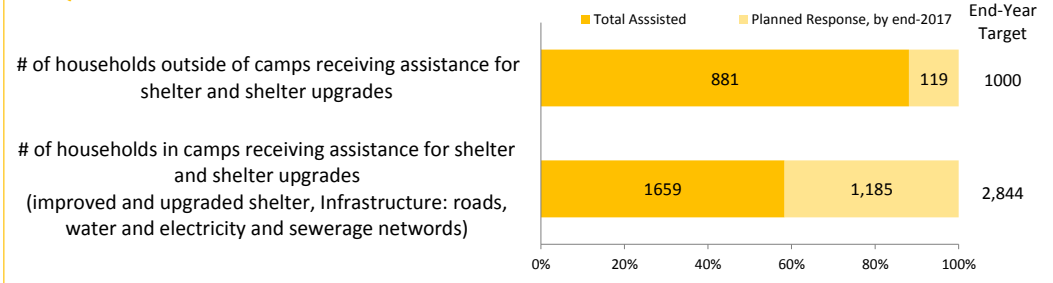 Total Asssisted
Planned Response, by end-2017
End-Year
Target
# of households outside of camps receiving assistance for
shelter and shelter upgrades
881
119
1000
# of households in camps receiving assistance for shelter
and shelter upgrades
(improved and upgraded shelter, Infrastructure: roads,
water and electricity and sewerage networks)
1659
1,185
2,844
0%
20%
40%
60%
80%
100%